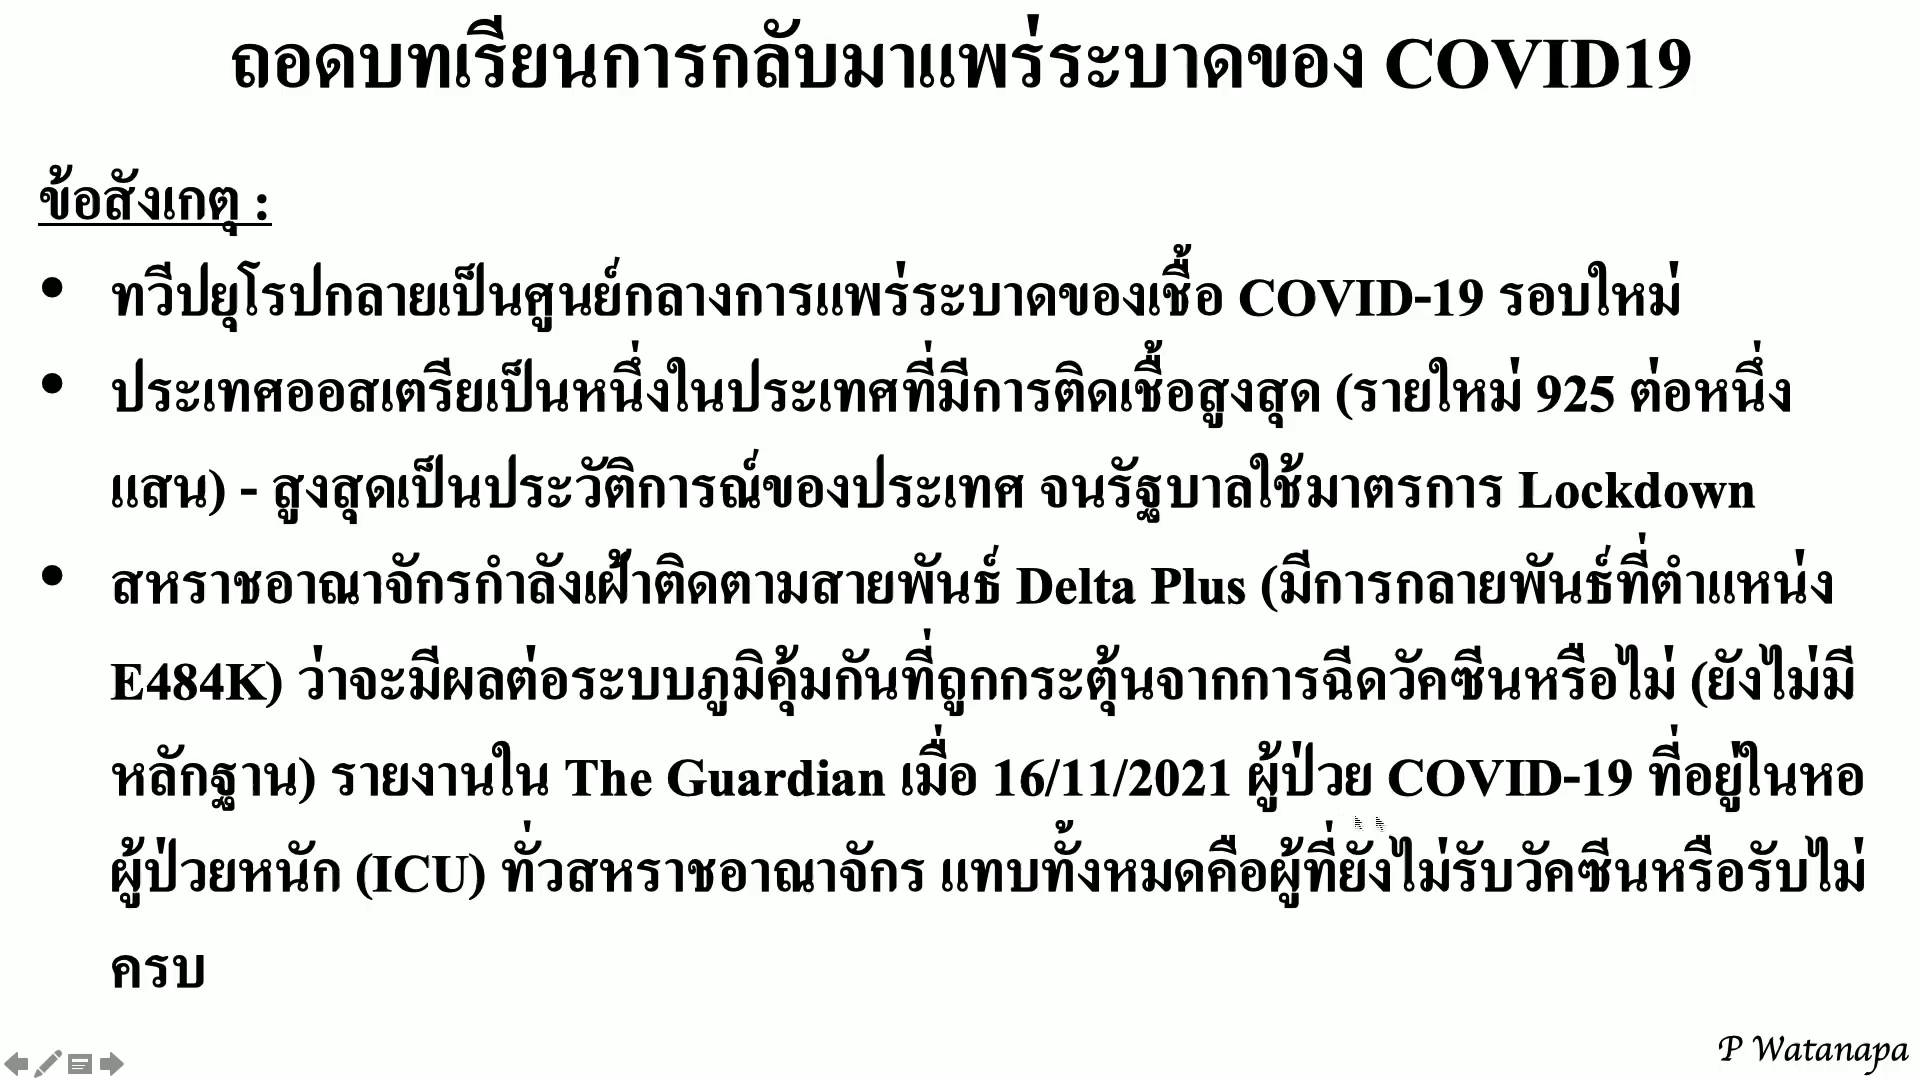 ถอดบทเรียนการกลับมาแพร่ระบาดของ COVID19
ข้อสังเกตุ :
• ทวีปยุโรปกลายเป็นศูนย์กลางการแพร่ระบาดของเชื้อ COVID-19 รอบใหม่
• ประเทศออสเตรียเป็นหนึ่งในประเทศที่มีการติดเชื้อสูงสุด (รายใหม่ 925 ต่อหนึ่ง
แสน) - สูงสุดเป็นประวัติการณ์ของประเทศ จนรัฐบาลใช้มาตรการ Lockdown
• สหราชอาณาจักรกำลังเฝ้าติดตามสายพันธ์ Delta Plus (มีการกลายพันธ์ที่ตำแหน่ง
E484K) ว่าจะมีผลต่อระบบภูมิคุ้มกันที่ถูกกระตุ้นจากการฉีดวัคซีนหรือไม่ (ยังไม่มี
หลักฐาน) รายงานใน The Guardian เมื่อ 16/11/2021 ผู้ป่วย COVID-19 ที่อยู่ในหอ
ผู้ป่วยหนัก (ICU) ทั่วสหราชอาณาจักร แทบทั้งหมดคือผู้ที่ยังไม่รับวัคซีนหรือรับไม่
ครบ
P Watanapa